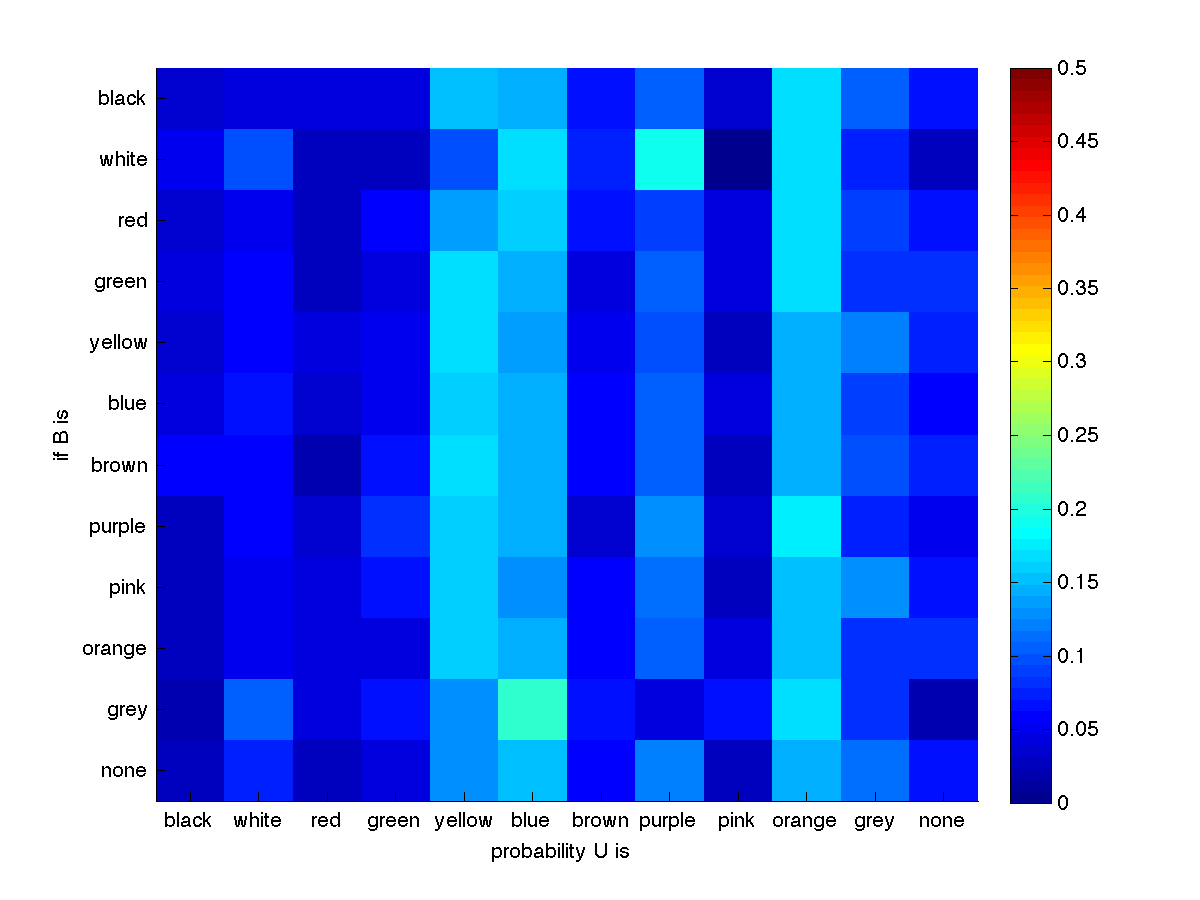 black
white
red
green
yellow
blue
brown
purple
pink
orange
grey
none
if B is
black white red green yellow blue brown purple pink orange grey none
probability U is
0.5
0.45
0.4
0.35
0.3
0.25
0.2
0.15
0.1
0.05
0